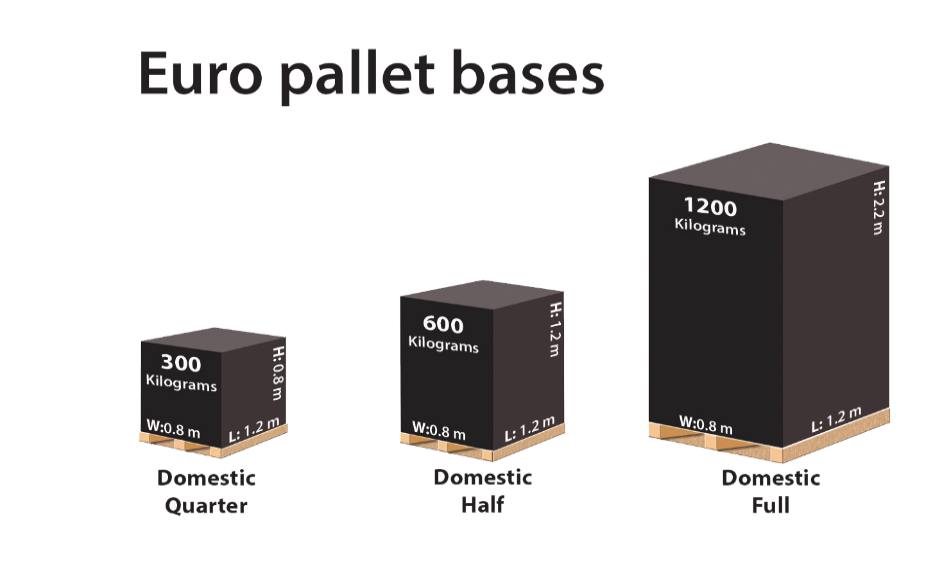 Euro pallet bases
300
Kilograms
H:0.8 m
W:0.8 m
L: 1.2 m
Domestic
Quarter
600
Kilograms
H: 1.2 m
W:0.8 m
L: 1.2 m
Domestic
Half
1200
Kilograms
H: 2.2 m
W:0.8 m
L: 1.2 m
Domestic
Full